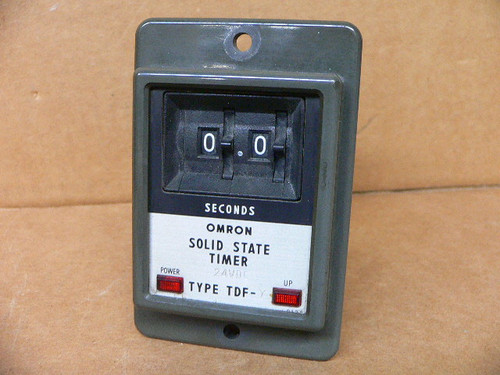 0.0
SECONDS
OMRON
SOLID STATE
TIMER
24VDC
POWER
UP
TYPE TDF-